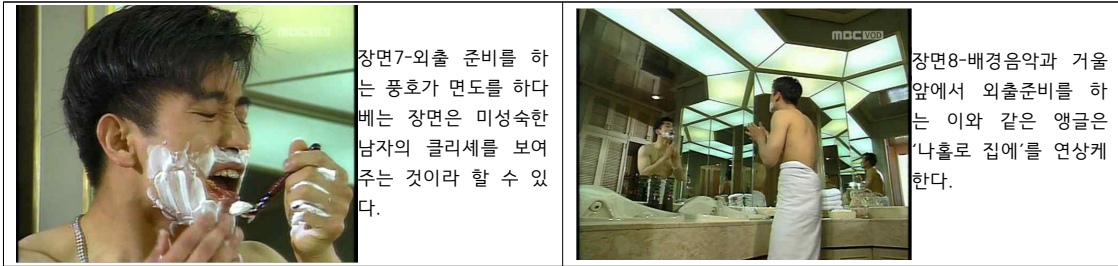 MBC
장면7-외출 준비를 하
는 풍호가 면도를 하다
베는 장면은 미성숙한
남자의 클리셰를 보여
주는 것이라 할 수 있
다.
MBC VOD
장면8-배경음악과 거울
앞에서 외출준비를 하
는 이와 같은 앵글은
‘나홀로 집에’를 연상케
한다.